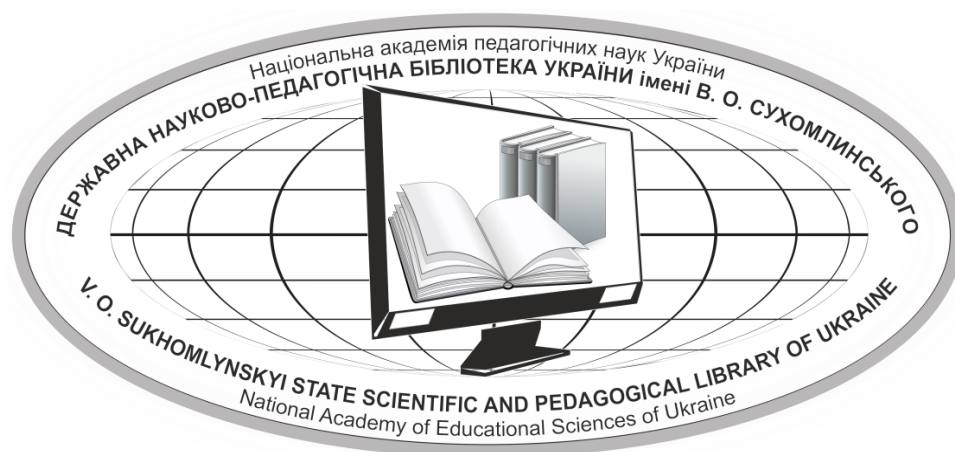 Національна академія педагогічних наук України
ДЕРЖАВНА НАУКОВО-ПЕДАГОГІЧНА БІБЛІОТЕКА УКРАЇНИ імені В. О. СУХОМЛИНСЬКОГО
V. O. SUKHOMLYNSKYI STATE SCIENTIFIC AND PEDAGOGICAL LIBRARY OF UKRAINE
National Academy of Educational Sciences of Ukraine